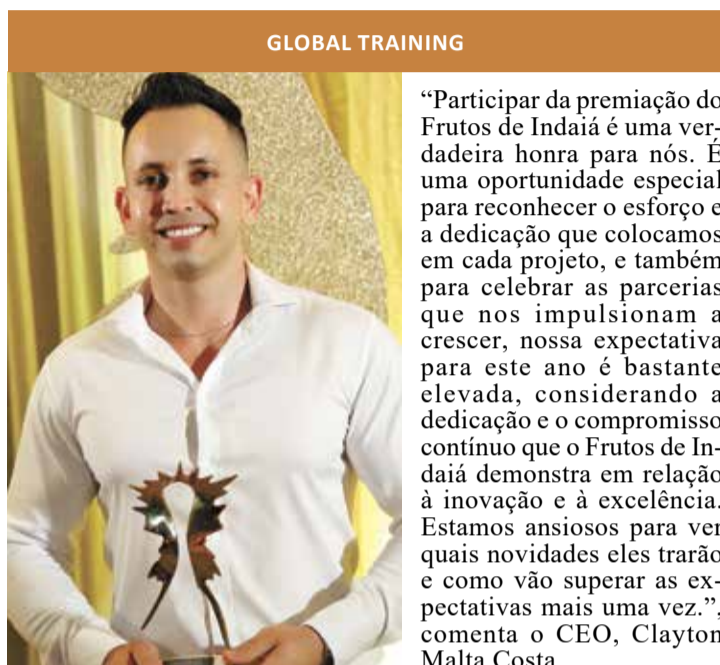 GLOBAL TRAINING
“Participar da premiação do
Frutos de Indaiá é uma ver-
dadeira honra para nós. É
uma oportunidade especial
para reconhecer o esforço e
a dedicação que colocamos
em cada projeto, e também
para celebrar as parcerias
que nos impulsionam a
crescer, nossa expectativa
para este ano é bastante
elevada, considerando a
dedicação e o compromisso
contínuo que o Frutos de In-
daiá demonstra em relação
à inovação e à excelência.
Estamos ansiosos para ver
quais novidades eles trarão
e como vão superar as ex-
pectativas mais uma vez.”,
comenta o CEO, Clayton
Malta Costa